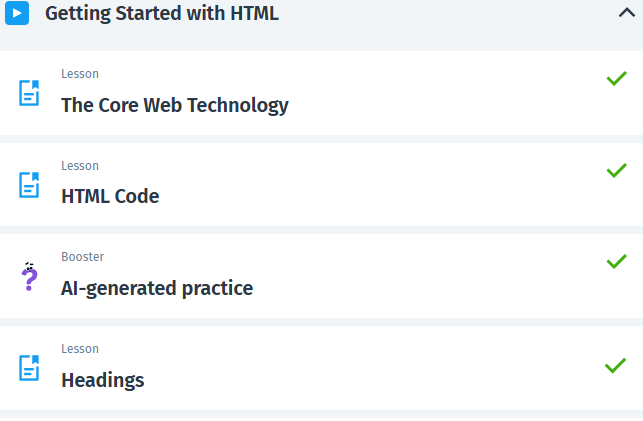 Getting Started with HTML
Lesson
The Core Web Technology
Lesson
HTML Code
Booster
AI-generated practice
Lesson
Headings